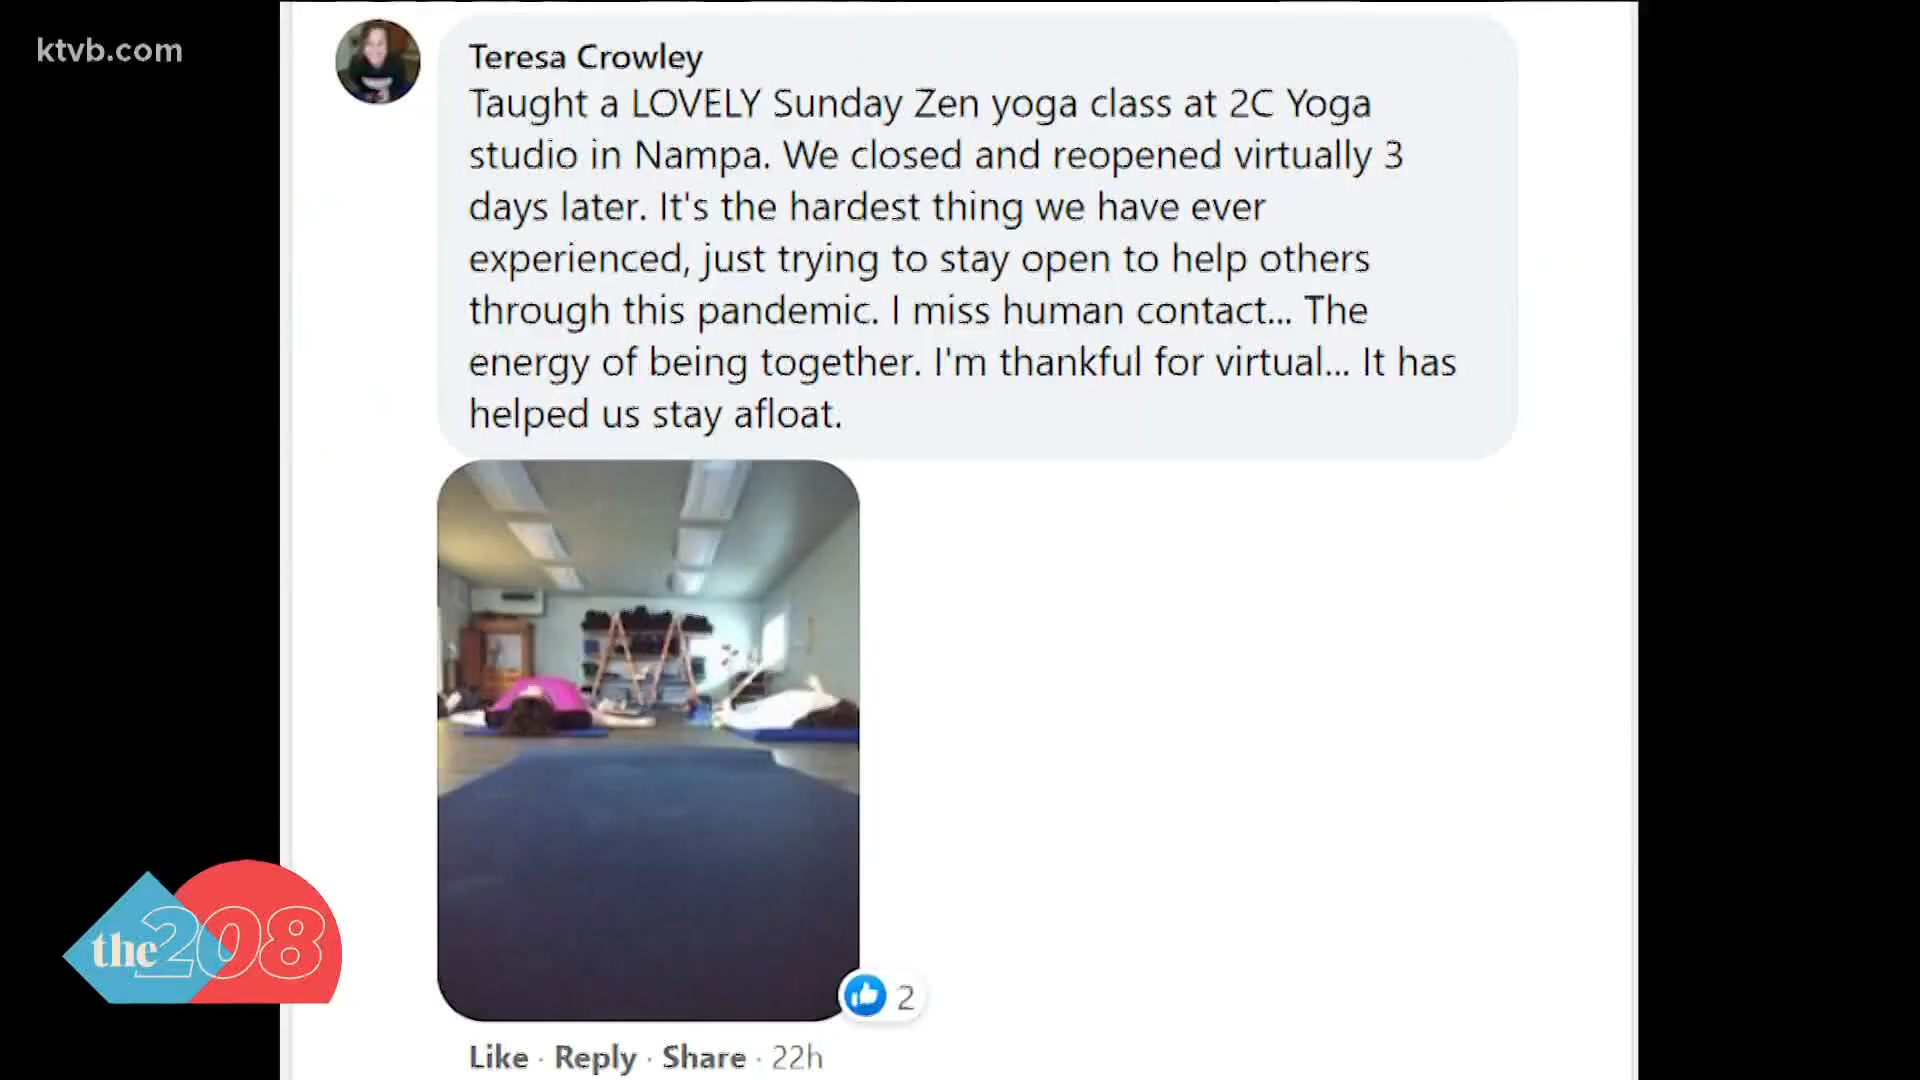 ktvb.com
Teresa Crowley
Taught a LOVELY Sunday Zen yoga class at 2C Yoga
studio in Nampa. We closed and reopened virtually 3
days later. It's the hardest thing we have ever
experienced, just trying to stay open to help others
through this pandemic. I miss human contact... The
energy of being together. I'm thankful for virtual... It has
helped us stay afloat.
the208
2
Like · Reply · Share · 22h